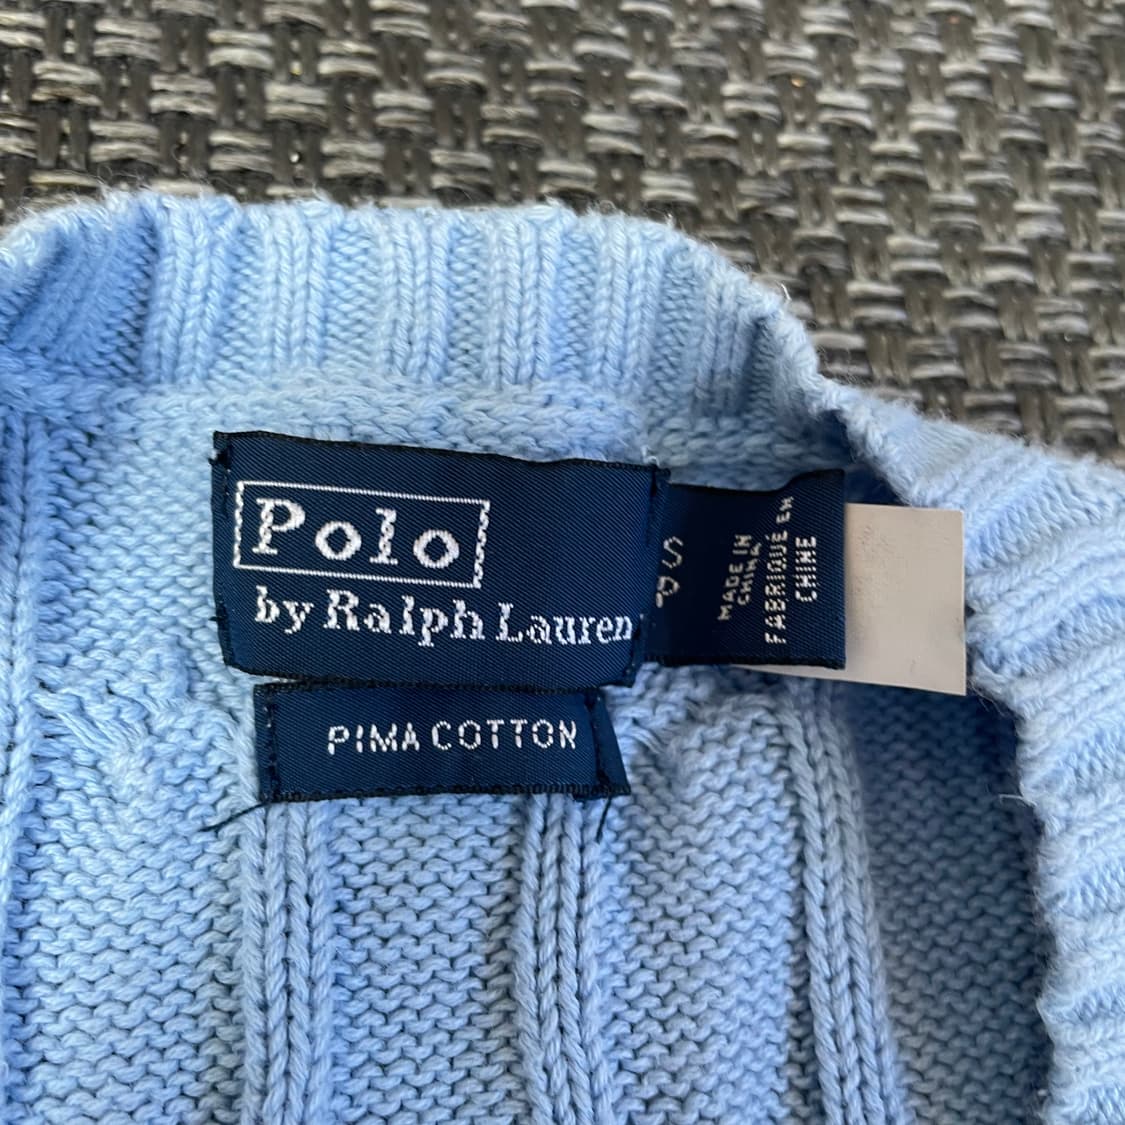 Polo
by Ralph Lauren
PIMA COTTON
MADE IN
CHINA
FABRIQUÉ EN
CHINE